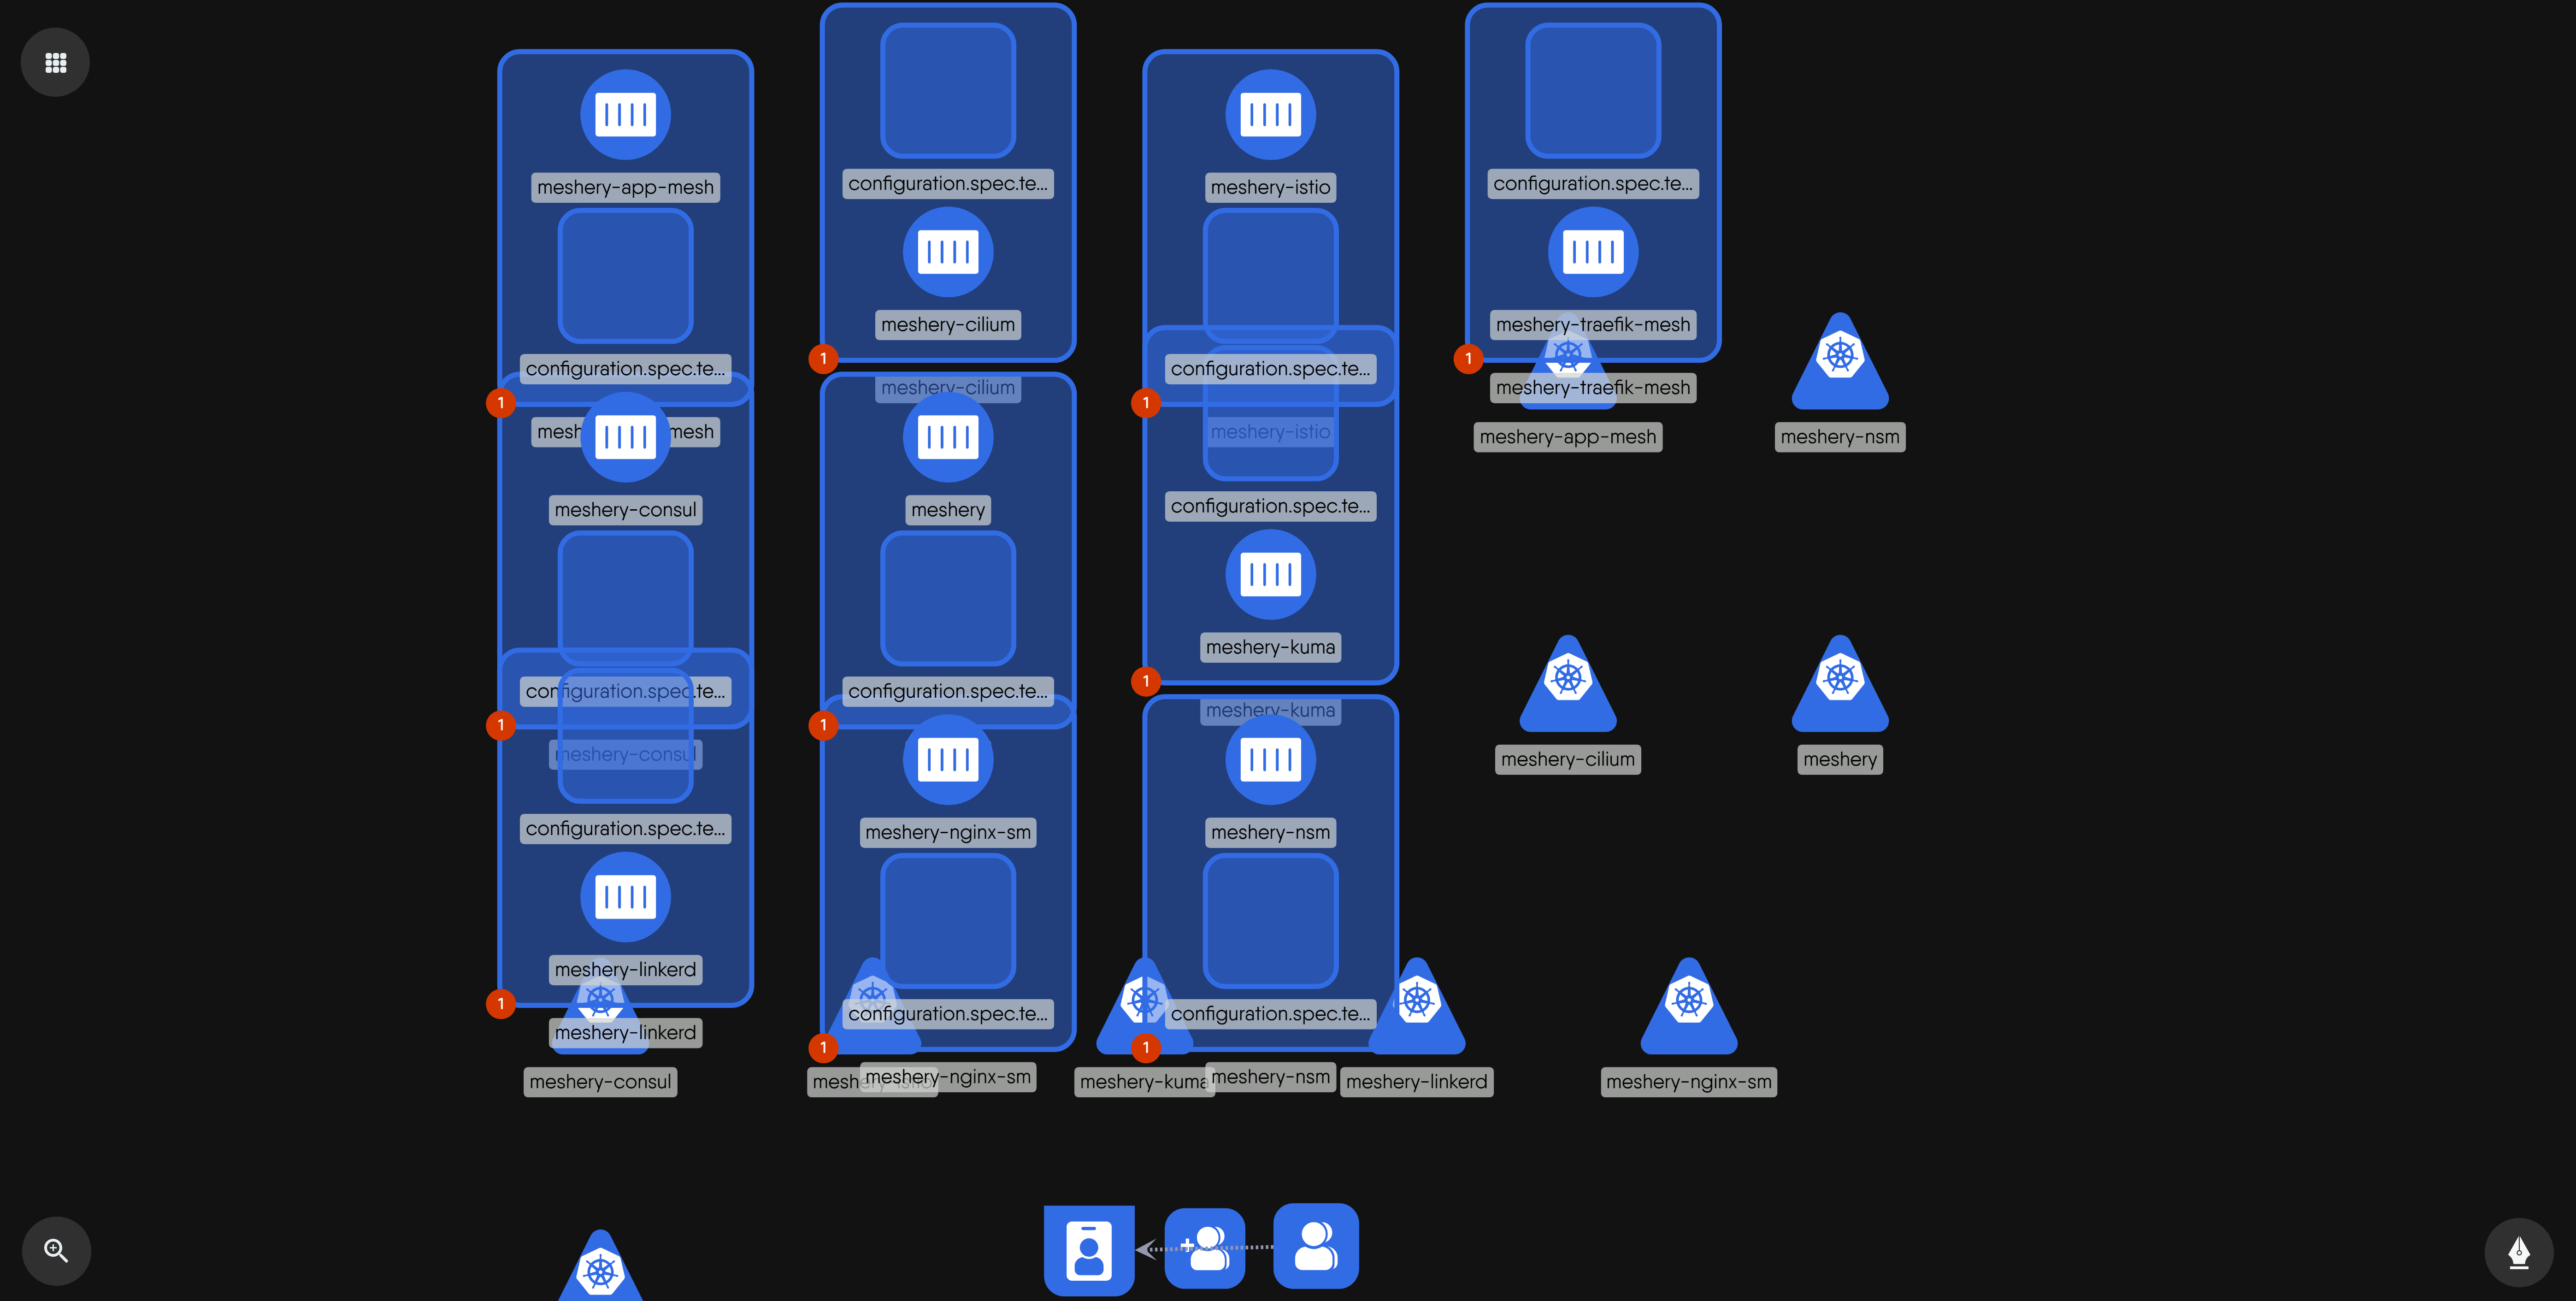 meshery-app-mesh
configuration.spec.te...
1
mesh
mesh
meshery-consul
configuration.spec.te...
1
meshery-consul
configuration.spec.te...
meshery-linkerd
1
meshery-linkerd
meshery-consul
configuration.spec.te...
meshery-cilium
1
meshery-cilium
meshery
configuration.spec.te...
1
meshery-nginx-sm
configuration.spec.te...
1
meshery-nginx-sm
meshery-istio
configuration.spec.te...
1
meshery-istio
configuration.spec.te...
meshery-kuma
1
meshery-kuma
meshery-nsm
configuration.spec.te...
1
meshery-kuma
meshery-nsm
meshery-linkerd
configuration.spec.te...
meshery-traefik-mesh
1
meshery-traefik-mesh
meshery-app-mesh
meshery-nsm
meshery-cilium
meshery
meshery-nginx-sm